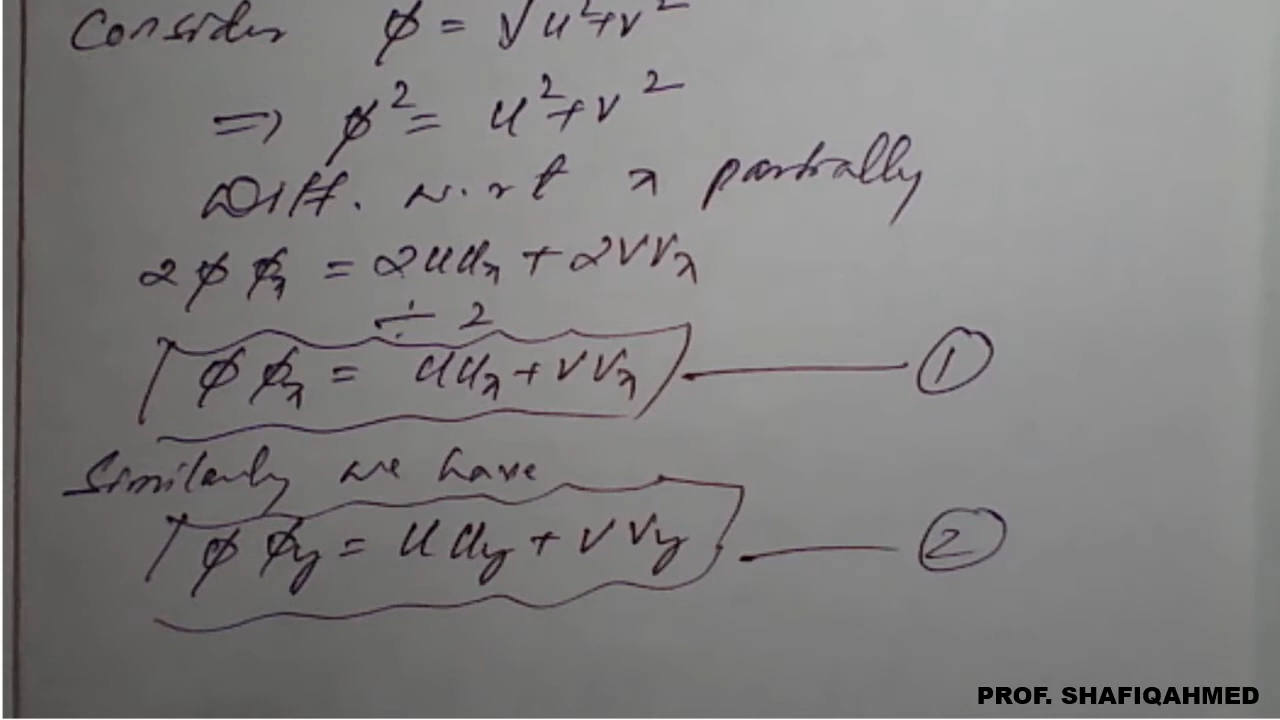 Consider φ = √u²+v²
⇒ φ² = u²+v²
Diff. w.r.t x partially
2φφₓ = 2uuₓ + 2vvₓ
÷ 2
φφₓ = uuₓ + vvₓ ①
Similarly we have
φφy = uuy + vvy ②
PROF. SHAFIQAHMED